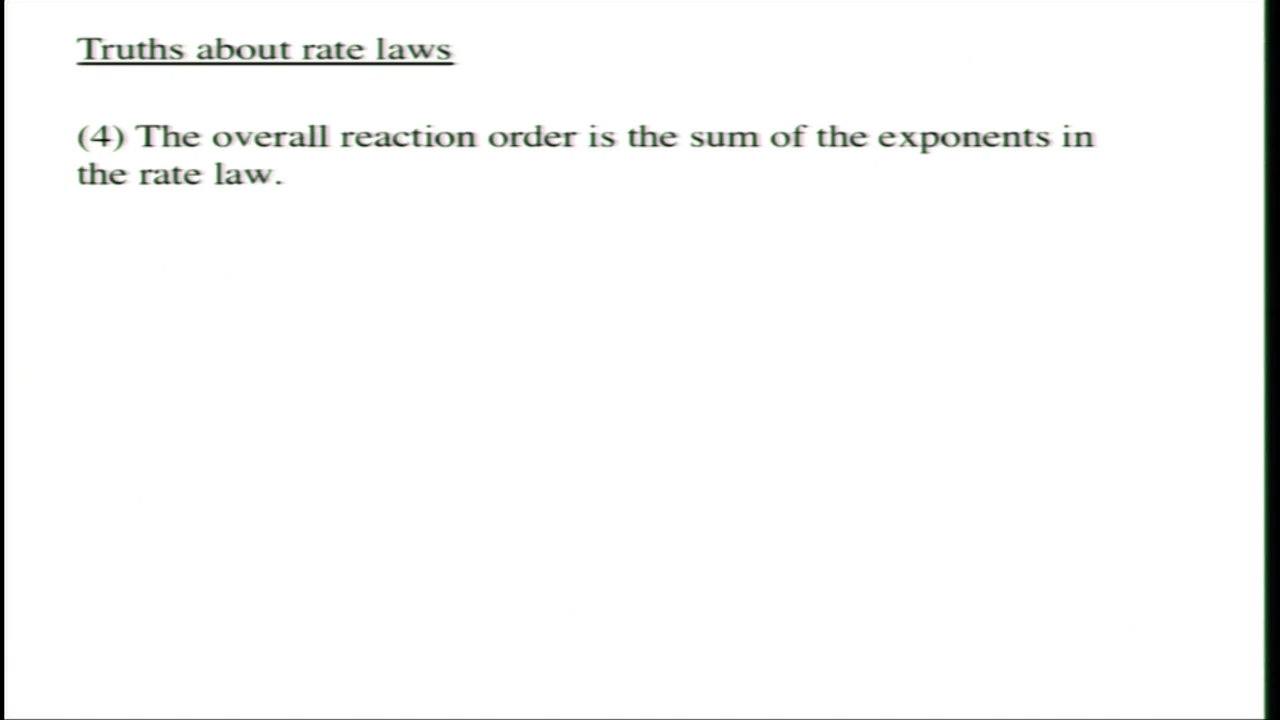 Truths about rate laws
(4) The overall reaction order is the sum of the exponents in
the rate law.